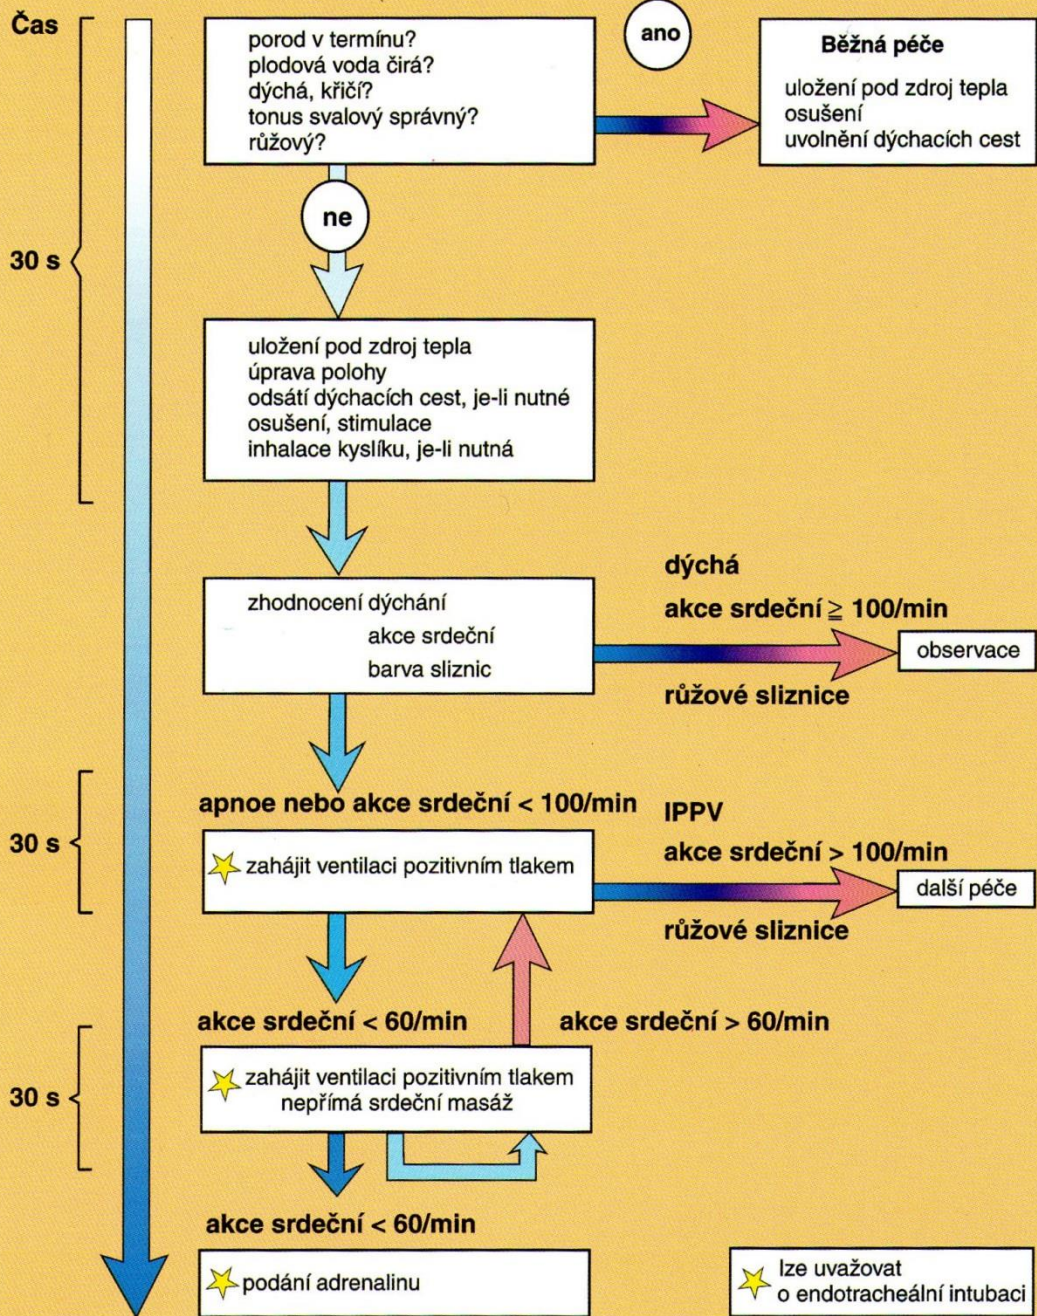 Čas
porod v termínu?
plodová voda čirá?
dýchá, křičí?
tonus svalový správný?
růžový?
ano
Běžná péče
uložení pod zdroj tepla
osušení
uvolnění dýchacích cest
ne
30 s
uložení pod zdroj tepla
úprava polohy
odsátí dýchacích cest, je-li nutné
osušení, stimulace
inhalace kyslíku, je-li nutná
zhodnocení dýchání
akce srdeční
barva sliznic
dýchá
akce srdeční ≧ 100/min
růžové sliznice
observace
apnoe nebo akce srdeční < 100/min
30 s
zahájit ventilaci pozitivním tlakem
IPPV
akce srdeční > 100/min
růžové sliznice
další péče
akce srdeční < 60/min
akce srdeční > 60/min
30 s
zahájit ventilaci pozitivním tlakem
nepřímá srdeční masáž
akce srdeční < 60/min
podání adrenalinu
lze uvažovat
o endotracheální intubaci